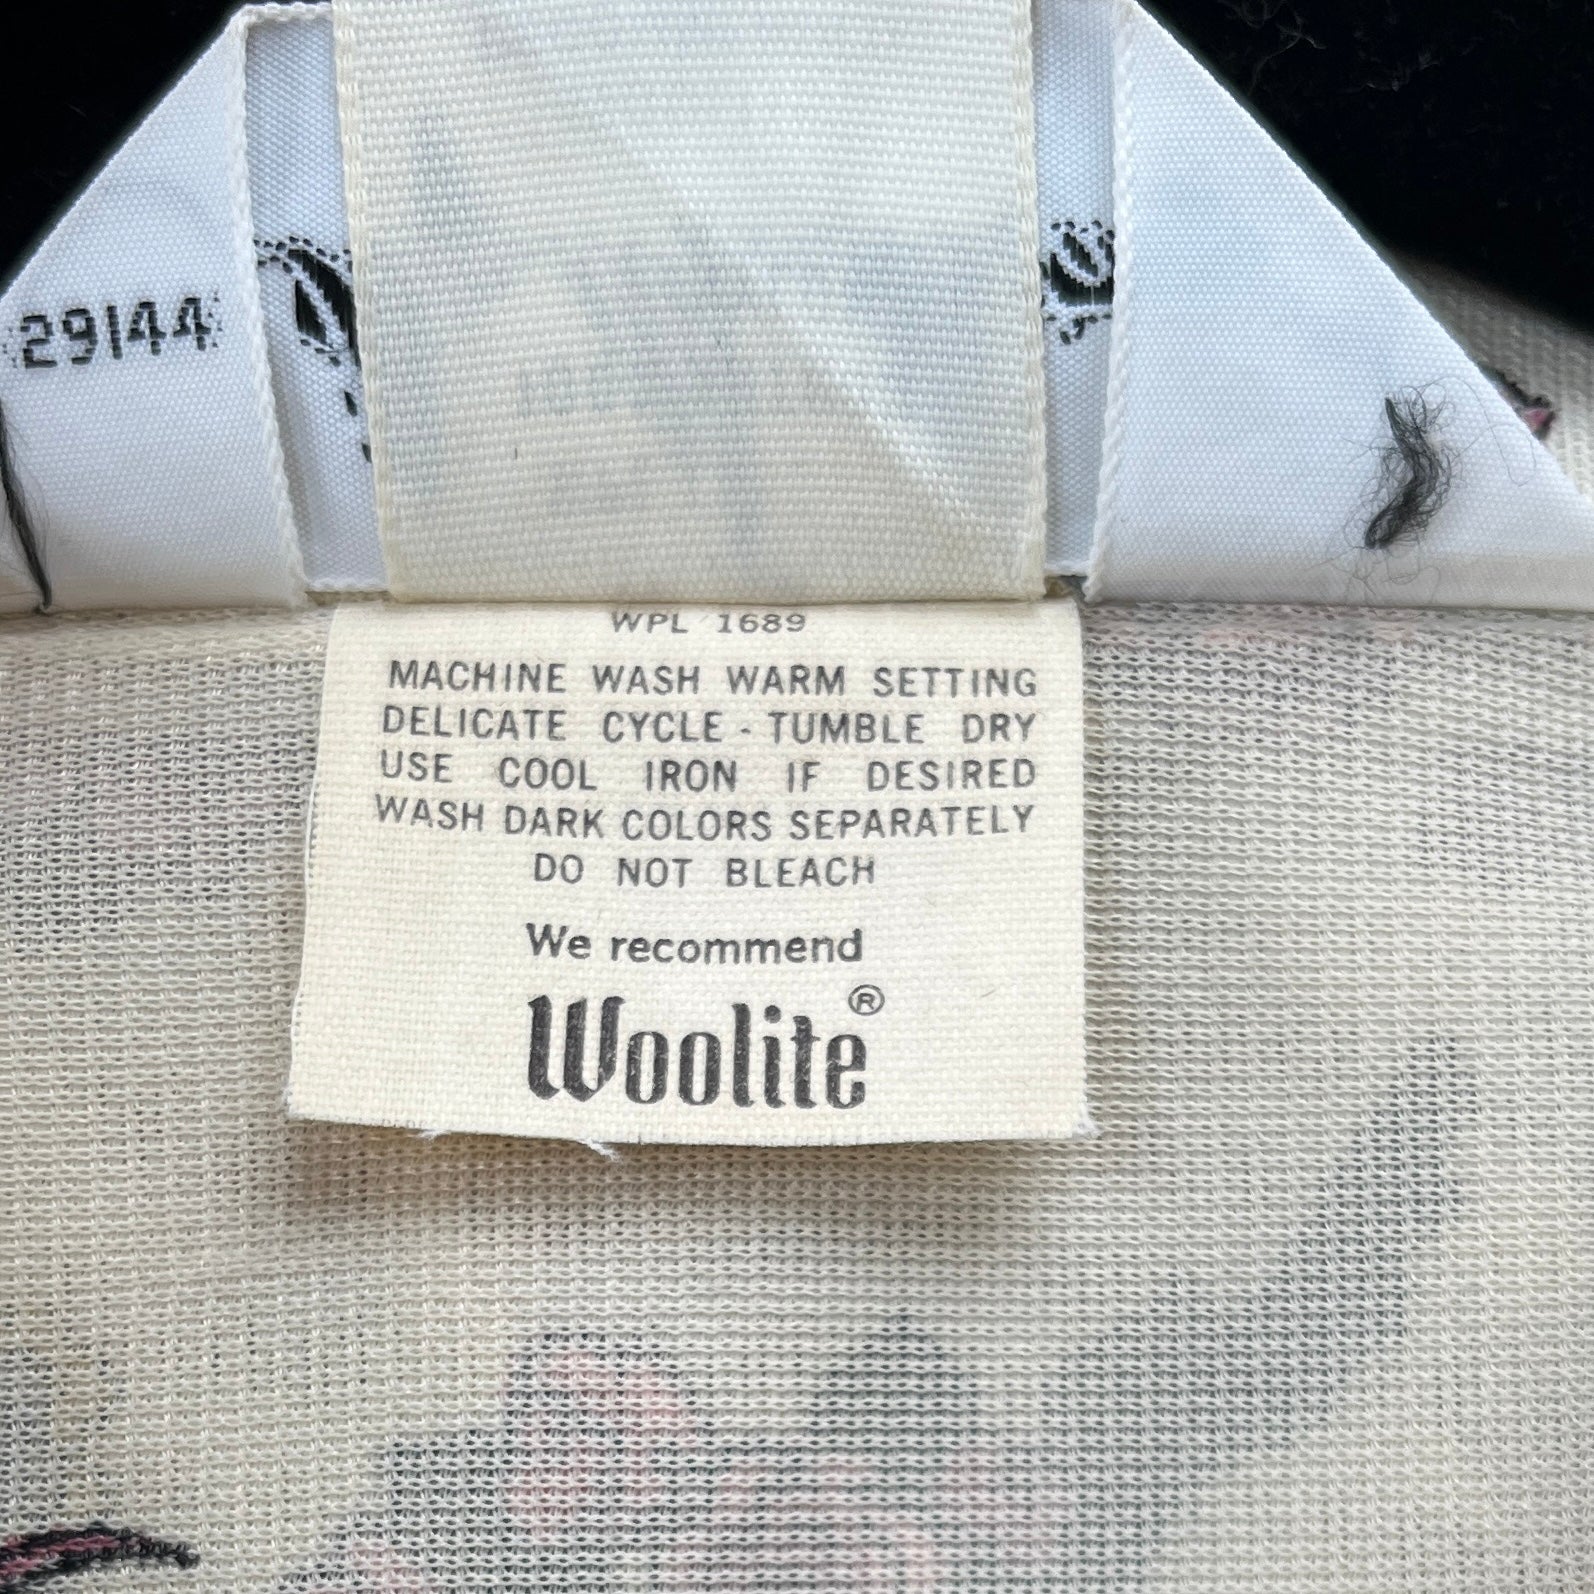 29144
WPL 1689
MACHINE WASH WARM SETTING
DELICATE CYCLE - TUMBLE DRY
USE COOL IRON IF DESIRED
WASH DARK COLORS SEPARATELY
DO NOT BLEACH
We recommend
Woolite®